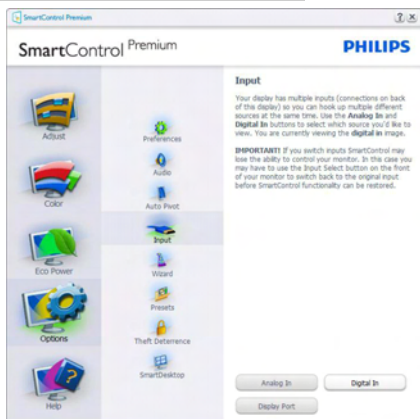 SmartControl Premium
SmartControl Premium
PHILIPS
Adjust
Color
Eco Power
Options
Help
Preferences
Audio
Auto Pivot
Input
Wizard
Presets
Theft Deterrence
SmartDesktop
Input
Your display has multiple inputs (connections on back
of this display) so you can hook up multiple different
sources at the same time. Use the Analog In and
Digital In buttons to select which source you'd like to
view. You are currently viewing the digital in image.
IMPORTANT! If you switch inputs SmartControl may
lose the ability to control your monitor. In this case you
may have to use the Input Select button on the front
of your monitor to switch back to the original input
before SmartControl functionality can be restored.
Analog In
Digital In
Display Port